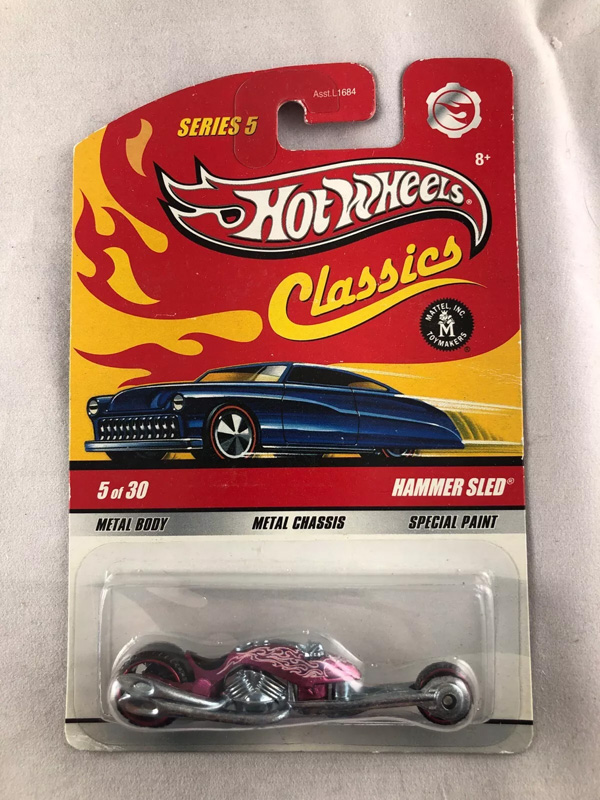 Asst.L1684
SERIES 5
8+
HOT WHEELS®
Classics
MATTEL, INC.
M
TOYMAKERS
®
5 of 30
HAMMER SLED®
METAL BODY METAL CHASSIS SPECIAL PAINT